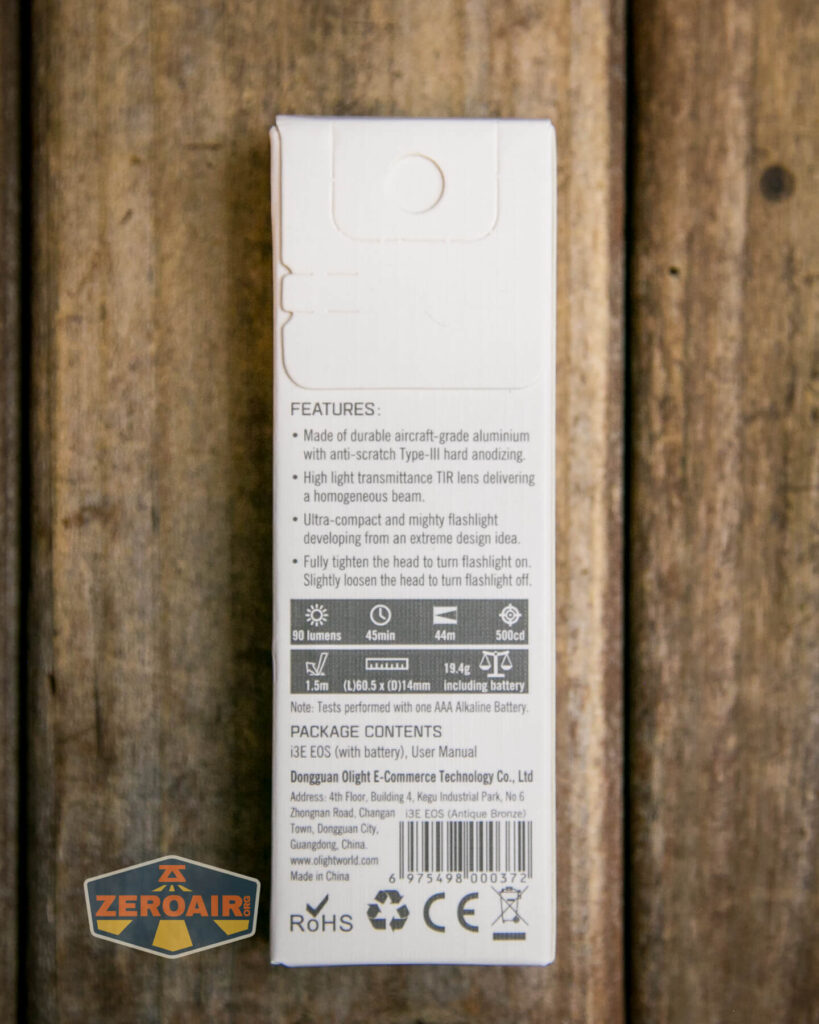 FEATURES:
• Made of durable aircraft-grade aluminium
with anti-scratch Type-III hard anodizing.
• High light transmittance TIR lens delivering
a homogeneous beam.
• Ultra-compact and mighty flashlight
developing from an extreme design idea.
• Fully tighten the head to turn flashlight on.
Slightly loosen the head to turn flashlight off.
90 lumens 45min 44m 500cd
19.4g
1.5m (L)60.5 x (D)14mm including battery
Note: Tests performed with one AAA Alkaline Battery.
PACKAGE CONTENTS
i3E EOS (with battery), User Manual
Dongguan Olight E-Commerce Technology Co., Ltd
Address: 4th Floor, Building 4, Kegu Industrial Park, No 6
Zhongnan Road, Changan
Town, Dongguan City,
Guangdong, China.
www.olightworld.com
Made in China
i3E EOS (Antique Bronze)
6 975498 000372
RoHS
CE
ZEROAIR.ORG